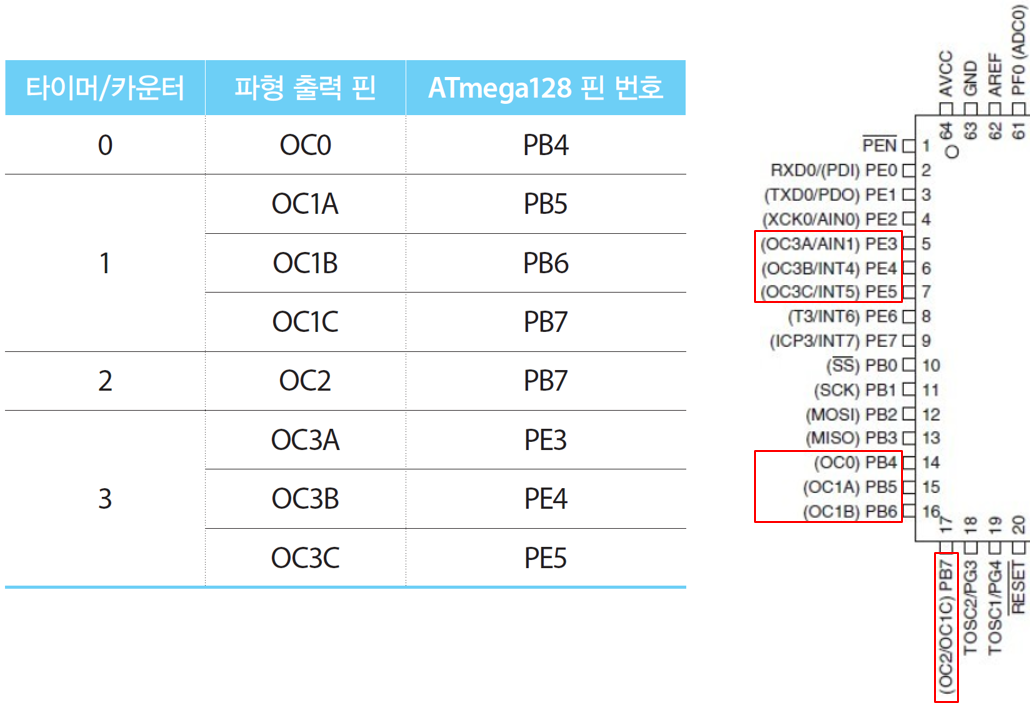 타이머/카운터 파형 출력 핀 ATmega128 핀 번호
0 OC0 PB4
1 OC1A PB5
OC1B PB6
OC1C PB7
2 OC2 PB7
3 OC3A PE3
OC3B PE4
OC3C PE5
AVCC
GND
AREF
PF0 (ADC0)
64
63
62
61
PEN 1
RXD0/(PDI) PE0 2
(TXD0/PDO) PE1 3
(XCK0/AIN0) PE2 4
(OC3A/AIN1) PE3 5
(OC3B/INT4) PE4 6
(OC3C/INT5) PE5 7
(T3/INT6) PE6 8
(ICP3/INT7) PE7 9
(SS) PB0 10
(SCK) PB1 11
(MOSI) PB2 12
(MISO) PB3 13
(OC0) PB4 14
(OC1A) PB5 15
(OC1B) PB6 16
17
18
19
20
(OC2/OC1C) PB7
TOSC2/PG3
TOSC1/PG4
RESET